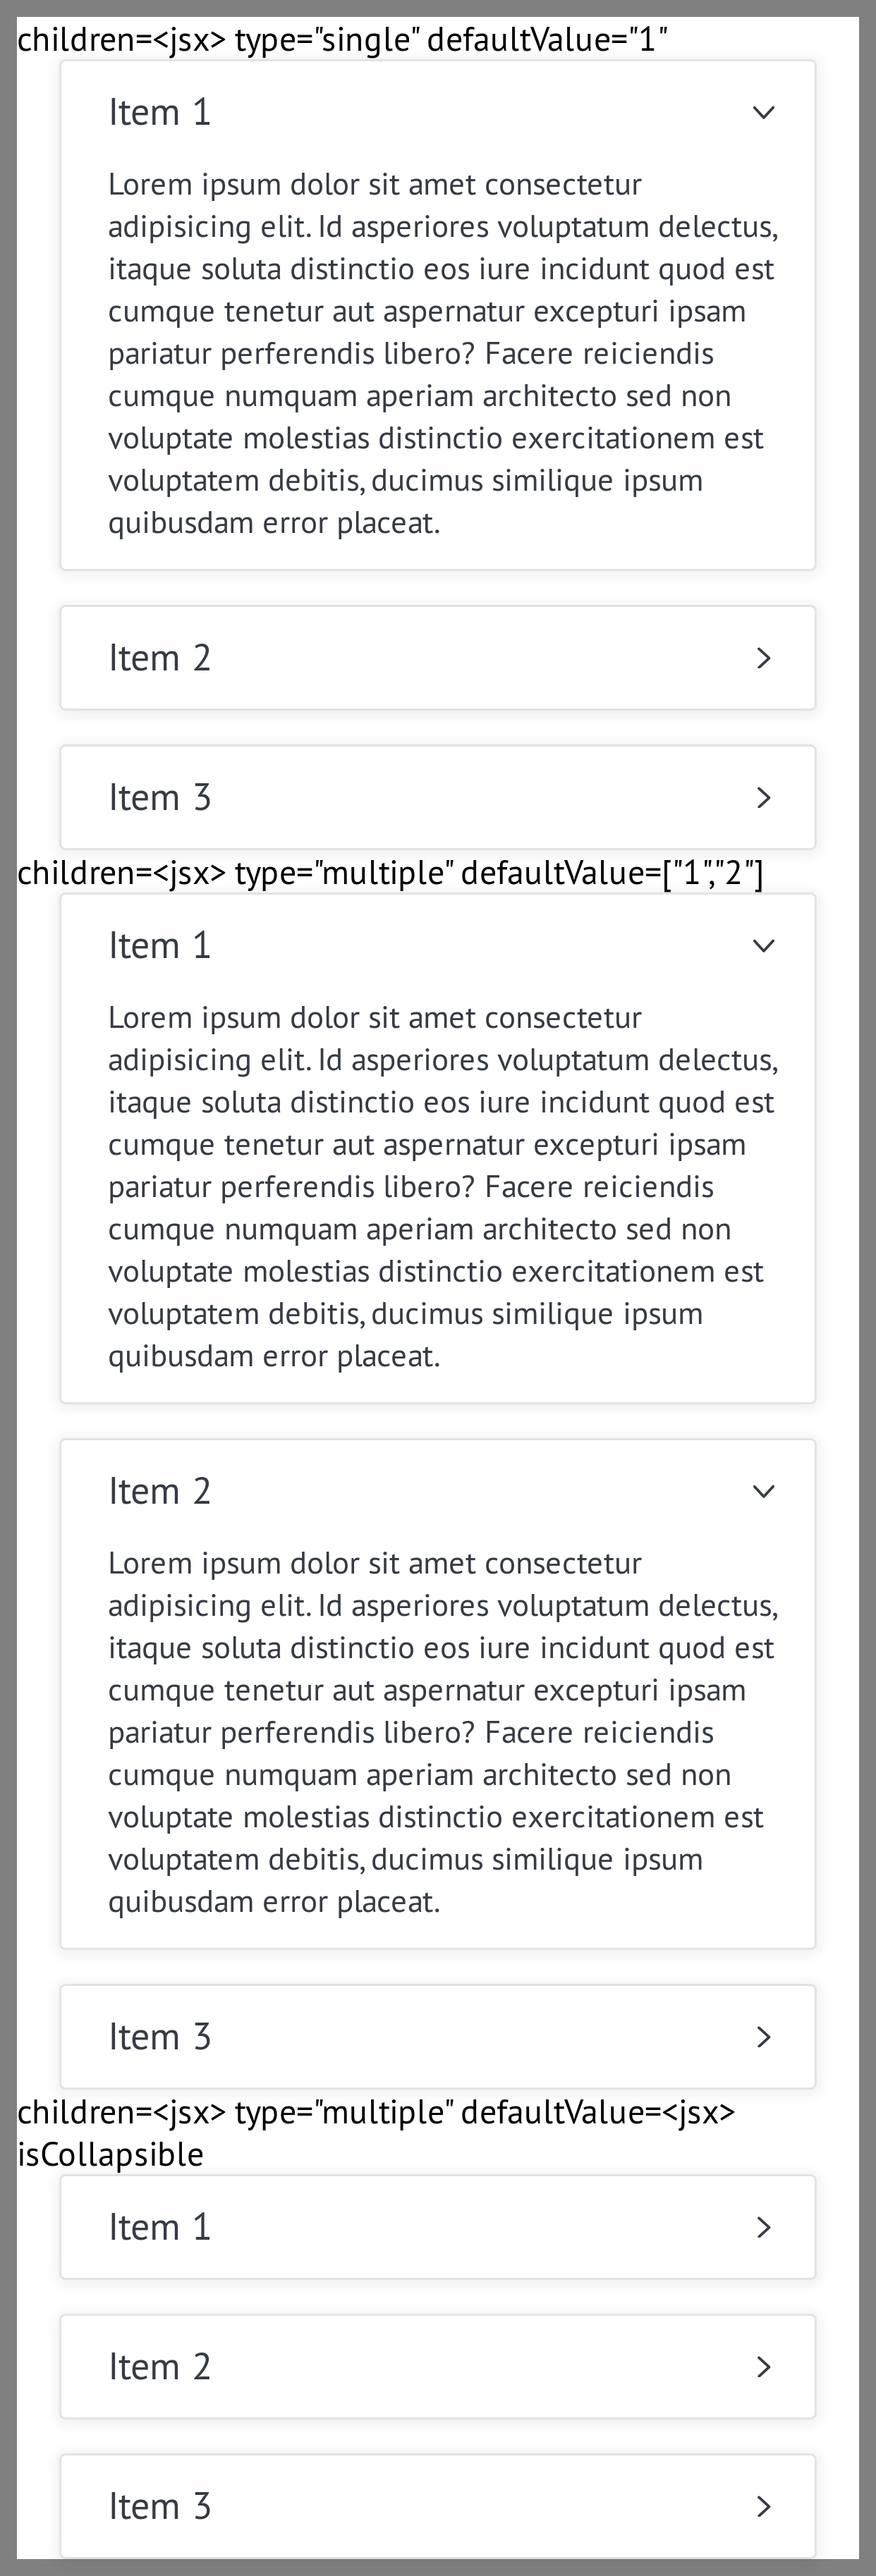 children=<jsx> type="single" defaultValue="1"
Item 1
Lorem ipsum dolor sit amet consectetur
adipisicing elit. Id asperiores voluptatum delectus,
itaque soluta distinctio eos iure incidunt quod est
cumque tenetur aut aspernatur excepturi ipsam
pariatur perferendis libero? Facere reiciendis
cumque numquam aperiam architecto sed non
voluptate molestias distinctio exercitationem est
voluptatem debitis, ducimus similique ipsum
quibusdam error placeat.
Item 2
Item 3
children=<jsx> type="multiple" defaultValue=["1","2"]
Item 1
Lorem ipsum dolor sit amet consectetur
adipisicing elit. Id asperiores voluptatum delectus,
itaque soluta distinctio eos iure incidunt quod est
cumque tenetur aut aspernatur excepturi ipsam
pariatur perferendis libero? Facere reiciendis
cumque numquam aperiam architecto sed non
voluptate molestias distinctio exercitationem est
voluptatem debitis, ducimus similique ipsum
quibusdam error placeat.
Item 2
Lorem ipsum dolor sit amet consectetur
adipisicing elit. Id asperiores voluptatum delectus,
itaque soluta distinctio eos iure incidunt quod est
cumque tenetur aut aspernatur excepturi ipsam
pariatur perferendis libero? Facere reiciendis
cumque numquam aperiam architecto sed non
voluptate molestias distinctio exercitationem est
voluptatem debitis, ducimus similique ipsum
quibusdam error placeat.
Item 3
children=<jsx> type="multiple" defaultValue=<jsx>
isCollapsible
Item 1
Item 2
Item 3